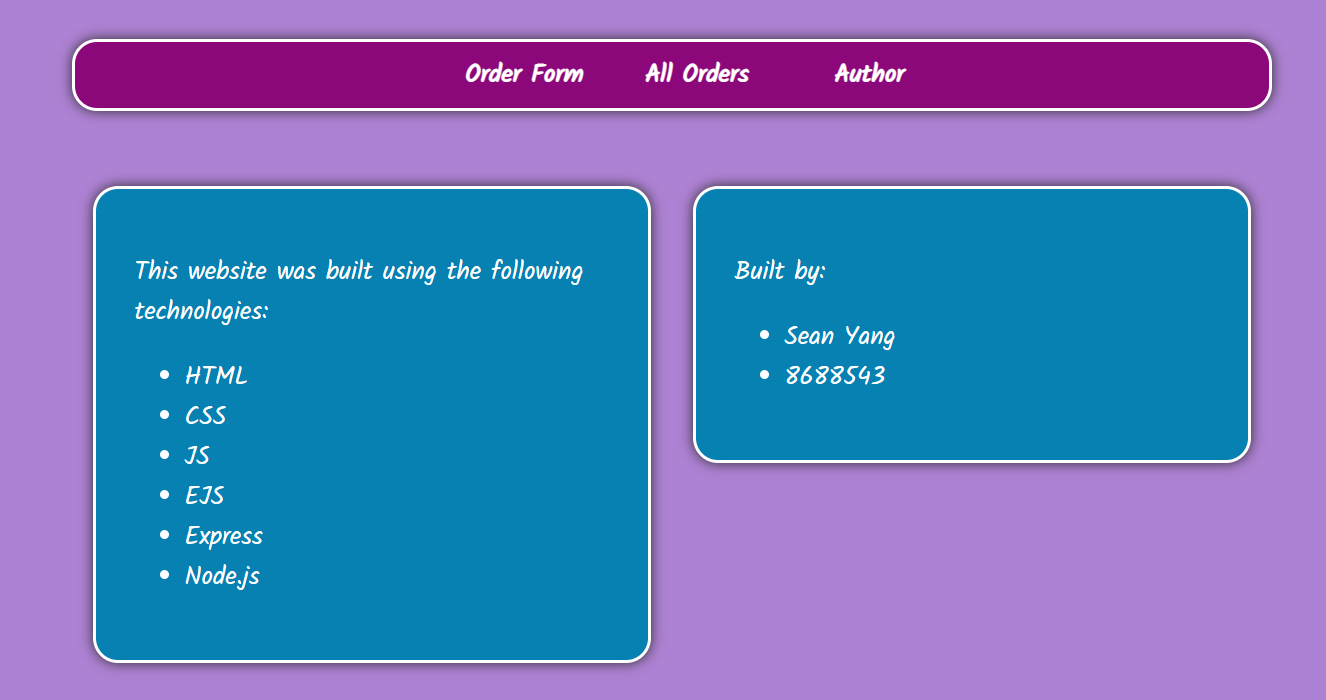 Order Form All Orders Author
This website was built using the following
technologies:
HTML
CSS
JS
EJS
Express
Node.js
Built by:
Sean Yang
8688543